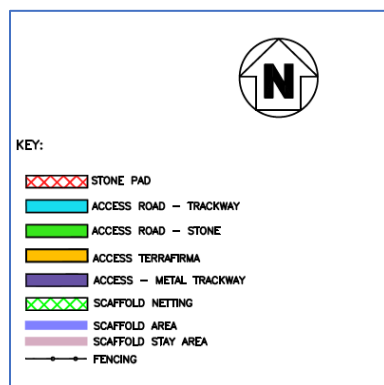 N
KEY:
STONE PAD
ACCESS ROAD – TRACKWAY
ACCESS ROAD – STONE
ACCESS TERRAFIRMA
ACCESS – METAL TRACKWAY
SCAFFOLD NETTING
SCAFFOLD AREA
SCAFFOLD STAY AREA
FENCING